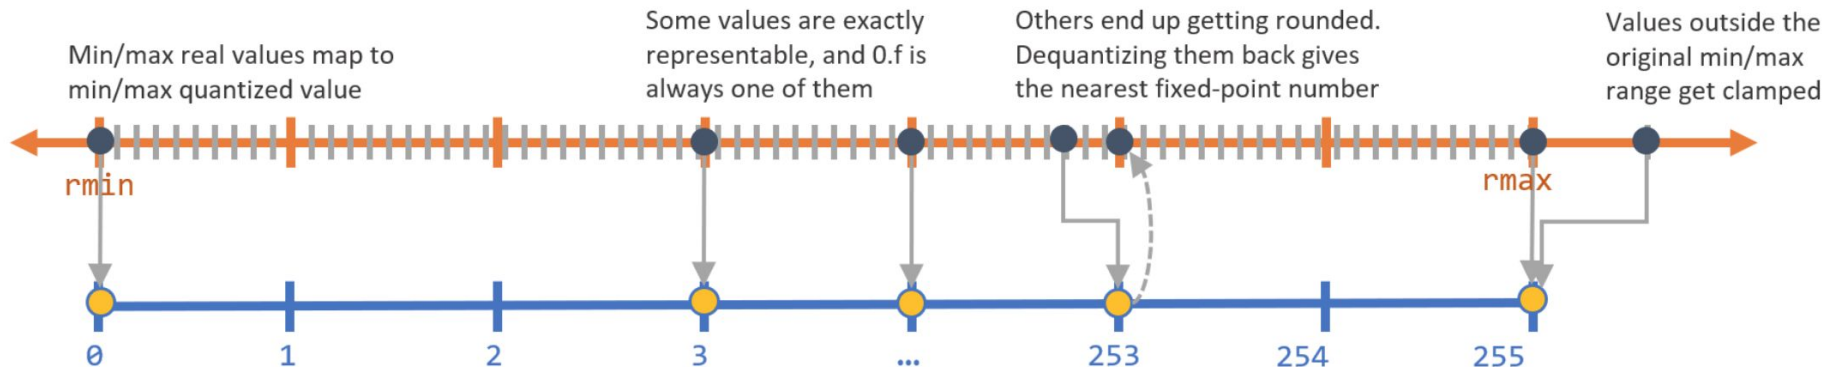 Min/max real values map to
min/max quantized value
Some values are exactly
representable, and 0.f is
always one of them
Others end up getting rounded.
Dequantizing them back gives
the nearest fixed-point number
Values outside the
original min/max
range get clamped
rmin
rmax
0
1
2
3
...
253
254
255